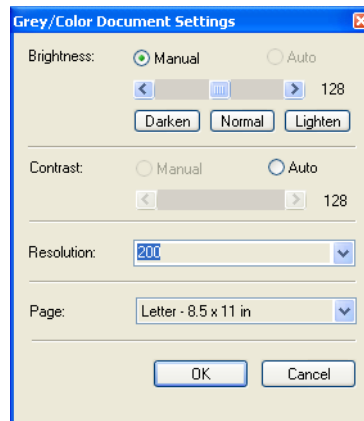 Grey/Color Document Settings
Brightness: Manual Auto
128
Darken Normal Lighten
Contrast: Manual Auto
128
Resolution: 200
Page: Letter - 8.5 x 11 in
OK Cancel